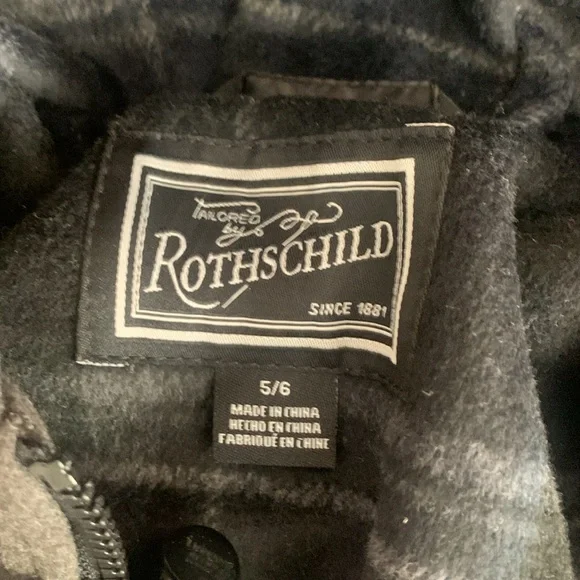 TAILORED
by
ROTHSCHILD
SINCE 1881
5/6
MADE IN CHINA
HECHO EN CHINA
FABRIQUÉ EN CHINE